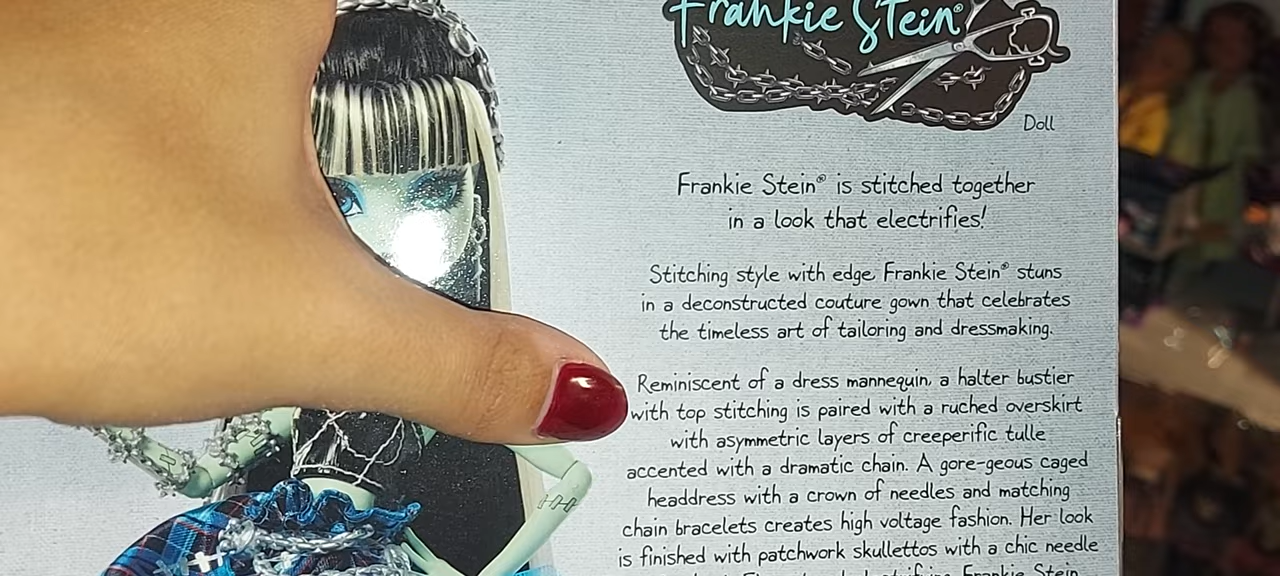 Frankie Stein®
Doll
Frankie Stein® is stitched together
in a look that electrifies!
Stitching style with edge, Frankie Stein® stuns
in a deconstructed couture gown that celebrates
the timeless art of tailoring and dressmaking.
Reminiscent of a dress mannequin, a halter bustier
with top stitching is paired with a ruched overskirt
with asymmetric layers of creeperific tulle
accented with a dramatic chain. A gore-geous caged
headdress with a crown of needles and matching
chain bracelets creates high voltage fashion. Her look
is finished with patchwork skullettos with a chic needle
Frankie Stein